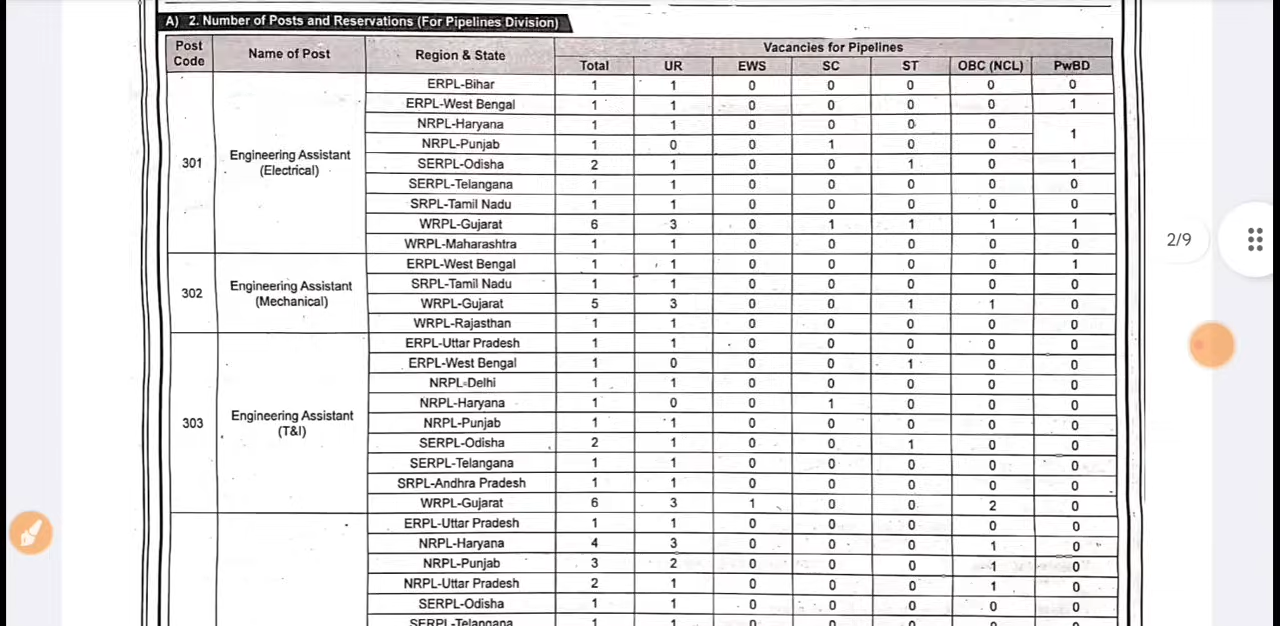 A) 2. Number of Posts and Reservations (For Pipelines Division)
Post Code Name of Post Region & State Vacancies for Pipelines
Total UR EWS SC ST OBC (NCL) PwBD
301 Engineering Assistant (Electrical)
ERPL-Bihar 1 1 0 0 0 0 0
ERPL-West Bengal 1 1 0 0 0 0 1
NRPL-Haryana 1 1 0 0 0 0 1
NRPL-Punjab 1 0 0 1 0 0
SERPL-Odisha 2 1 0 0 1 0 1
SERPL-Telangana 1 1 0 0 0 0 0
SRPL-Tamil Nadu 1 1 0 0 0 0 0
WRPL-Gujarat 6 3 0 1 1 1 1
WRPL-Maharashtra 1 1 0 0 0 0 0
302 Engineering Assistant (Mechanical)
ERPL-West Bengal 1 1 0 0 0 0 1
SRPL-Tamil Nadu 1 1 0 0 0 0 0
WRPL-Gujarat 5 3 0 0 1 1 0
WRPL-Rajasthan 1 1 0 0 0 0 0
303 Engineering Assistant (T&I)
ERPL-Uttar Pradesh 1 1 0 0 0 0 0
ERPL-West Bengal 1 0 0 0 1 0 0
NRPL-Delhi 1 1 0 0 0 0 0
NRPL-Haryana 1 0 0 1 0 0 0
NRPL-Punjab 1 1 0 0 0 0 0
SERPL-Odisha 2 1 0 0 1 0 0
SERPL-Telangana 1 1 0 0 0 0 0
SRPL-Andhra Pradesh 1 1 0 0 0 0 0
WRPL-Gujarat 6 3 1 0 0 2 0
ERPL-Uttar Pradesh 1 1 0 0 0 0 0
NRPL-Haryana 4 3 0 0 0 1 0
NRPL-Punjab 3 2 0 0 0 1 0
NRPL-Uttar Pradesh 2 1 0 0 0 1 0
SERPL-Odisha 1 1 0 0 0 0 0
SERPL-Telangana 1 1 0 0 0 0 0
2/9